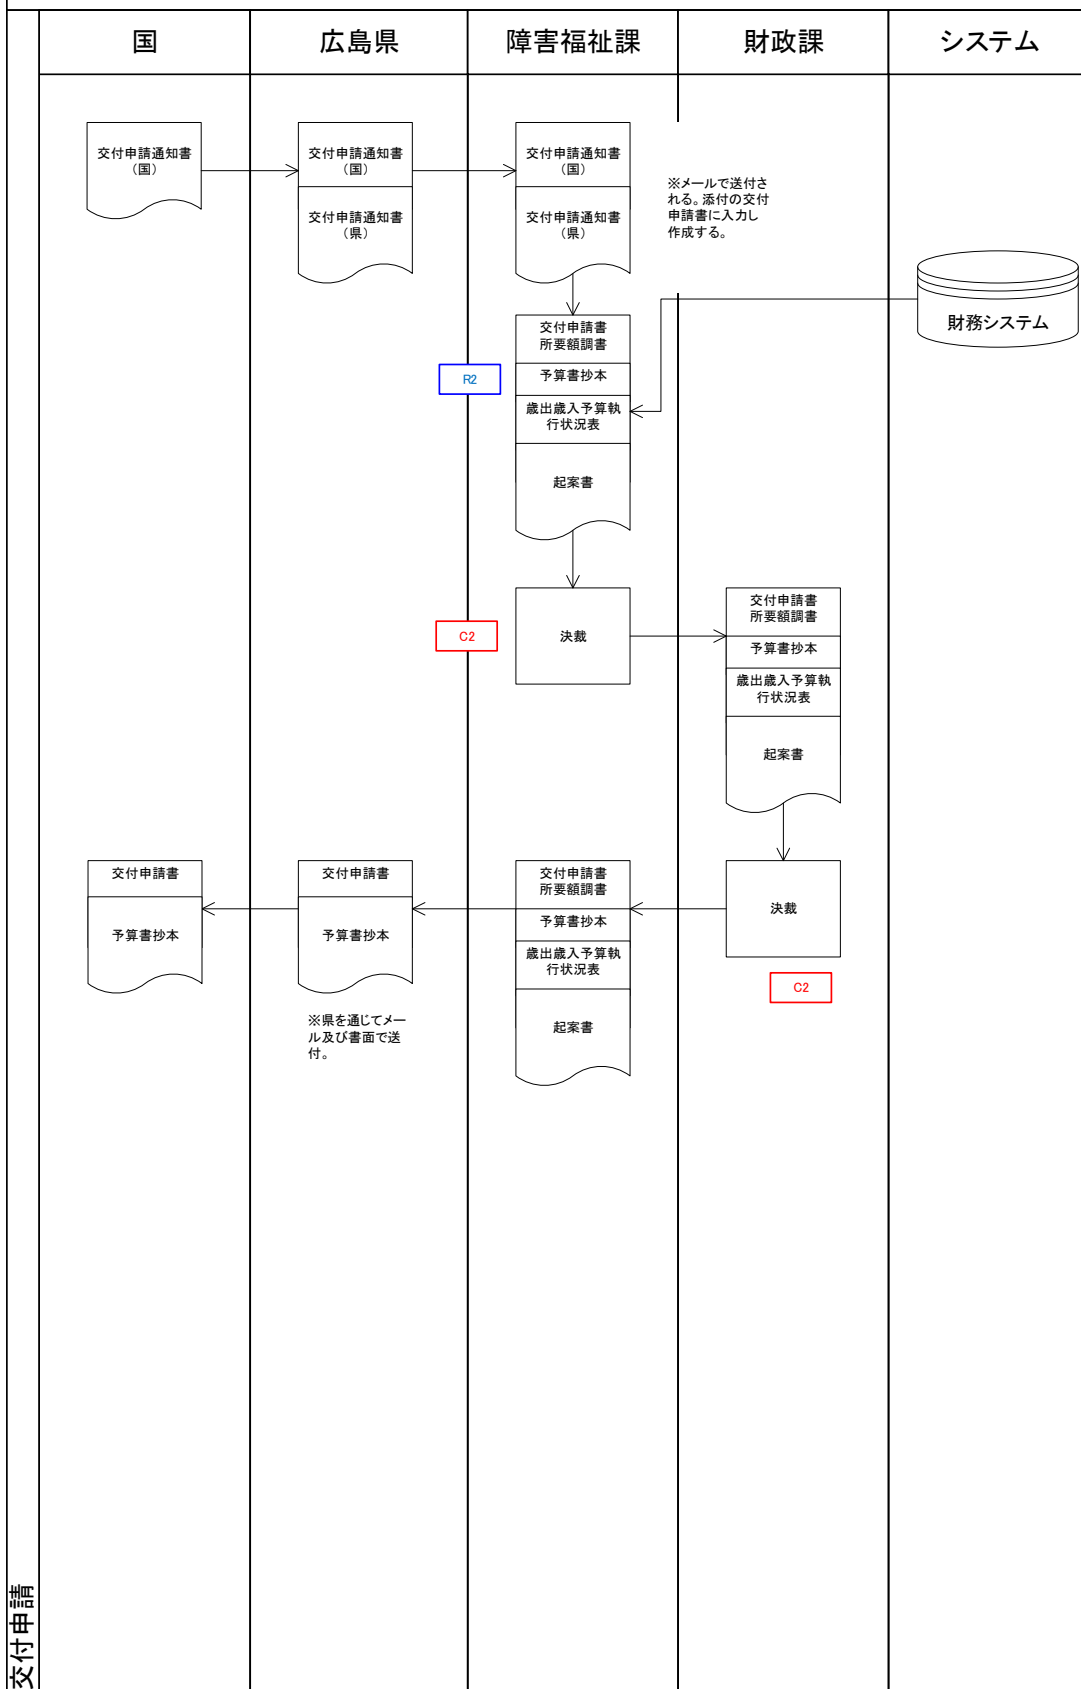 国
広島県
障害福祉課
財政課
システム
交付申請通知書
（国）
交付申請通知書
（国）
交付申請通知書
（県）
交付申請通知書
（国）
交付申請通知書
（県）
※メールで送付さ
れる。添付の交付
申請書に入力し
作成する。
財務システム
交付申請書
所要額調書
予算書抄本
歳出歳入予算執
行状況表
起案書
R2
決裁
C2
交付申請書
所要額調書
予算書抄本
歳出歳入予算執
行状況表
起案書
決裁
C2
交付申請書
所要額調書
予算書抄本
歳出歳入予算執
行状況表
起案書
交付申請書
予算書抄本
※県を通じてメー
ル及び書面で送
付。
交付申請書
予算書抄本
交付申請